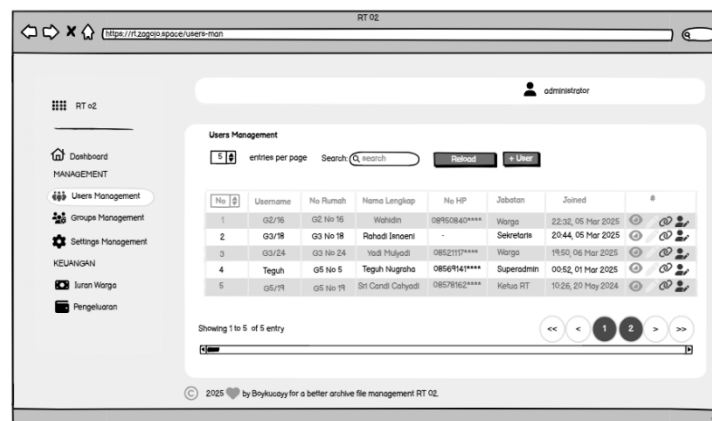 RT 02
https://rt.zagojo.space/users-man
administrator
RT o2
Dashboard
MANAGEMENT
Users Management
Groups Management
Settings Management
KEUANGAN
Iuran Warga
Pengeluaran
Users Management
5 entries per page Search: search Reload + User
No Username No Rumah Nama Lengkap No HP Jabatan Joined #
1 G2/16 G2 No 16 Wahidin 08950840**** Warga 22:32, 05 Mar 2025
2 G3/18 G3 No 18 Rahadi Isnoeni - Sekretaris 20:44, 05 Mar 2025
3 G3/24 G3 No 24 Yadi Mulyadi 08521117**** Warga 19:50, 06 Mar 2025
4 Teguh G5 No 5 Teguh Nugraha 08569141**** Superadmin 00:52, 01 Mar 2025
5 G5/19 G5 No 19 Sri Candi Cahyadi 08578162**** Ketua RT 10:26, 20 May 2024
Showing 1 to 5 of 5 entry
<< < 1 2 > >>
© 2025 by Boykucayy for a better archive file management RT 02.